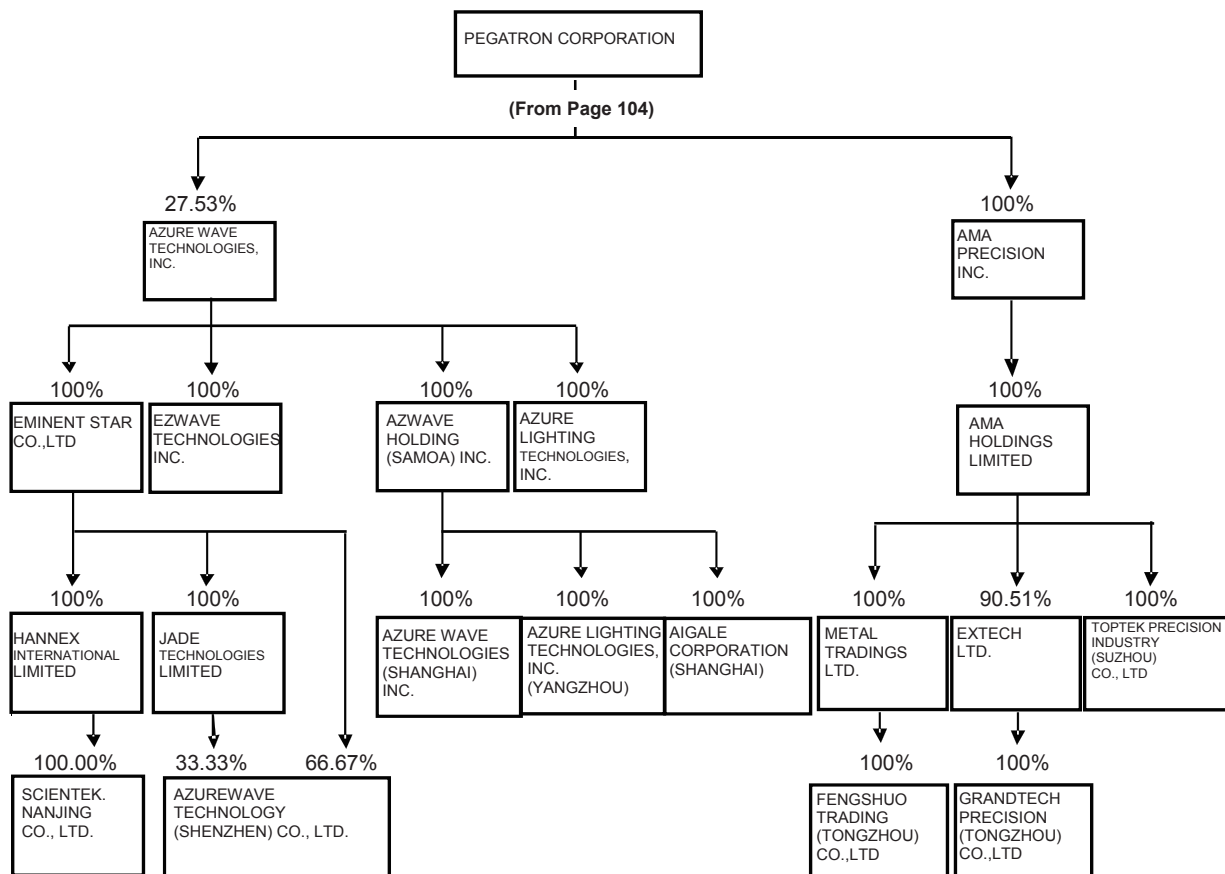 PEGATRON CORPORATION
(From Page 104)
27.53%
100%
AZURE WAVE
TECHNOLOGIES,
INC.
AMA
PRECISION
INC.
100%
100%
100%
100%
100%
EMINENT STAR
CO.,LTD
EZWAVE
TECHNOLOGIES
INC.
AZWAVE
HOLDING
(SAMOA) INC.
AZURE
LIGHTING
TECHNOLOGIES,
INC.
AMA
HOLDINGS
LIMITED
100%
100%
100%
100%
100%
100%
90.51%
100%
HANNEX
INTERNATIONAL
LIMITED
JADE
TECHNOLOGIES
LIMITED
AZURE WAVE
TECHNOLOGIES
(SHANGHAI)
INC.
AZURE LIGHTING
TECHNOLOGIES,
INC.
(YANGZHOU)
AIGALE
CORPORATION
(SHANGHAI)
METAL
TRADINGS
LTD.
EXTECH
LTD.
TOPTEK PRECISION
INDUSTRY
(SUZHOU)
CO., LTD
100.00%
33.33%
66.67%
100%
100%
SCIENTEK.
NANJING
CO., LTD.
AZUREWAVE
TECHNOLOGY
(SHENZHEN) CO., LTD.
FENGSHUO
TRADING
(TONGZHOU)
CO.,LTD
GRANDTECH
PRECISION
(TONGZHOU)
CO.,LTD